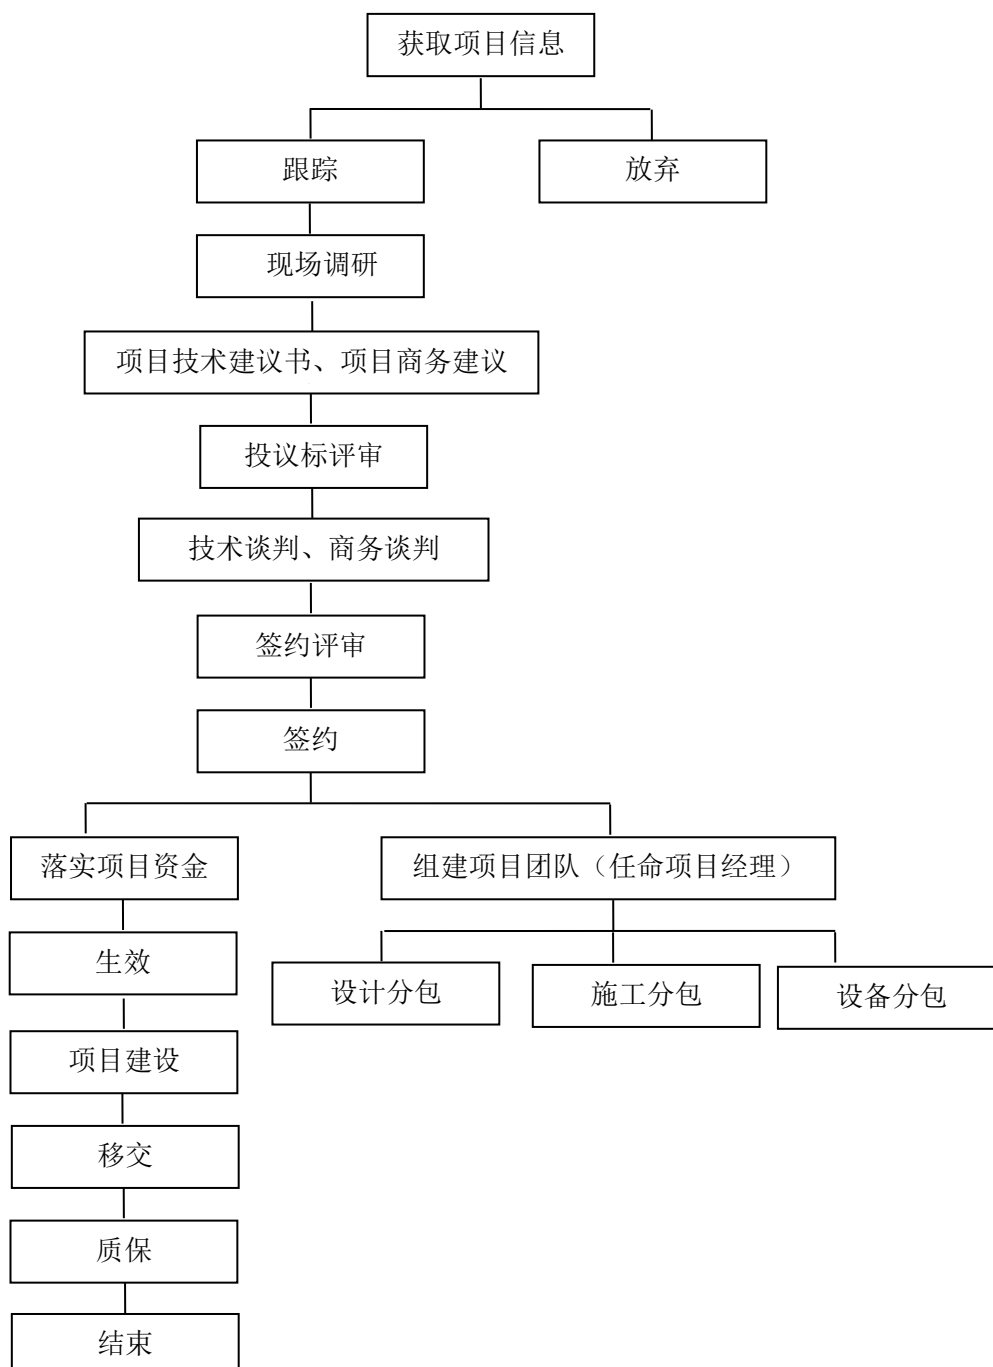 获取项目信息
跟踪
放弃
现场调研
项目技术建议书、项目商务建议
投议标评审
技术谈判、商务谈判
签约评审
签约
落实项目资金
组建项目团队（任命项目经理）
生效
设计分包
施工分包
设备分包
项目建设
移交
质保
结束